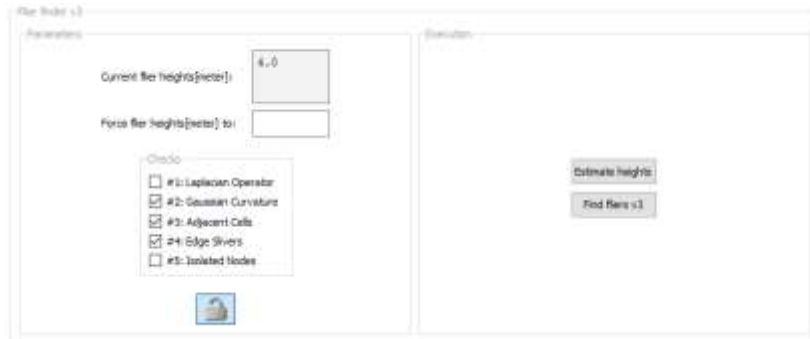 Flier finder v3
Parameters
Execution
Current flier heights[meter]:
6.0
Force flier heights[meter] to:
Checks
#1: Laplacian Operator
#2: Gaussian Curvature
#3: Adjacent Cells
#4: Edge Slivers
#5: Isolated Nodes
Estimate heights
Find fliers v3